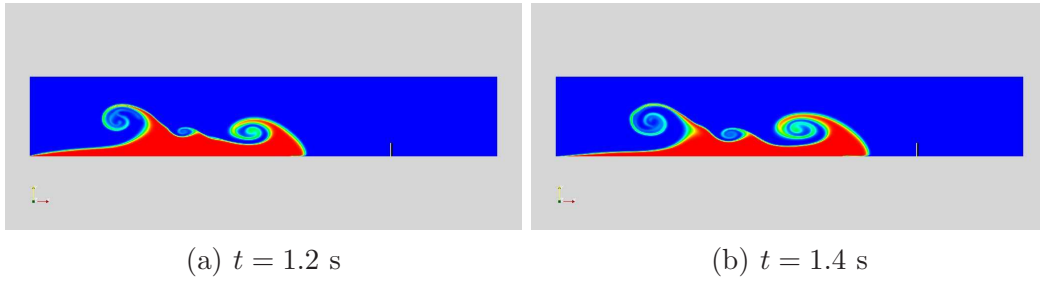 (a) t = 1.2 s
(b) t = 1.4 s